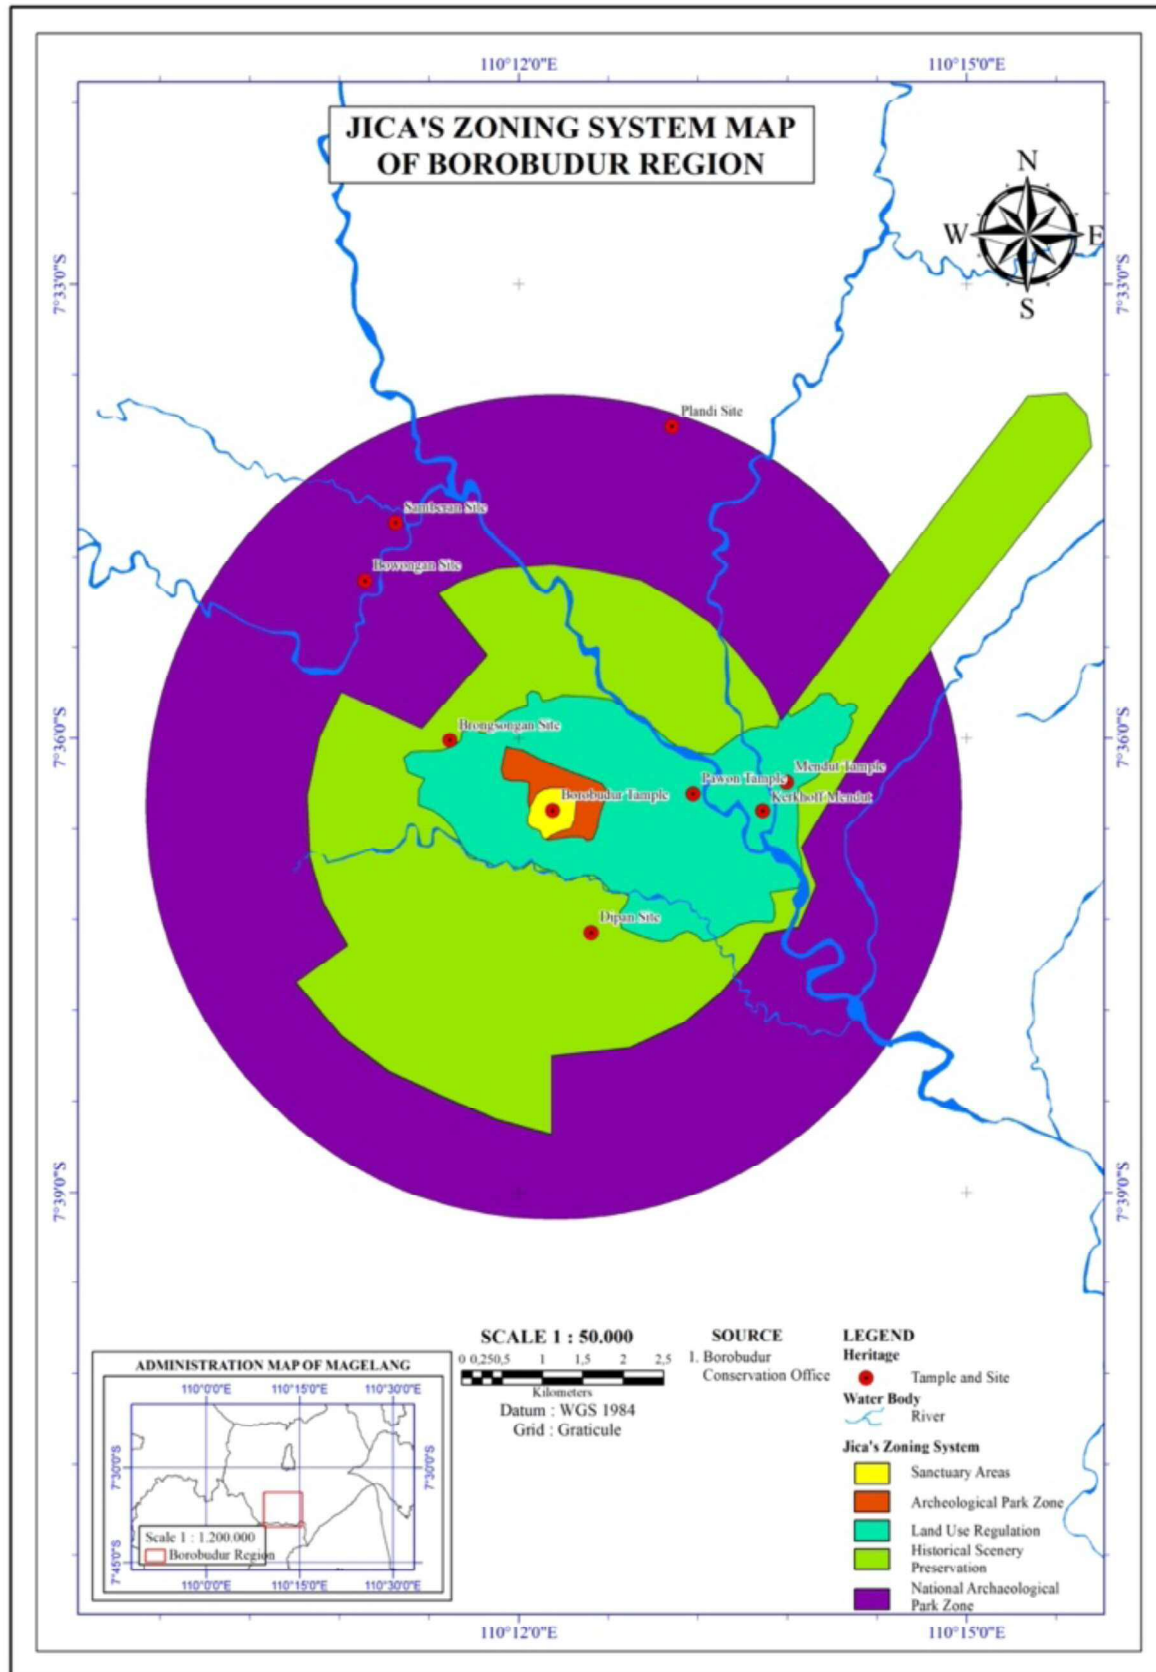 110°12'0"E 110°15'0"E
JICA'S ZONING SYSTEM MAP
OF BOROBUDUR REGION
N
W E
S
7°33'0"S 7°33'0"S
Plandi Site
Samberan Site
Bowongan Site
Brongsongan Site
7°36'0"S 7°36'0"S
Mendut Tample
Pawon Tample
Borobudur Tample
Kerkhoff Mendut
Dipan Site
7°39'0"S 7°39'0"S
SCALE 1 : 50.000
0 0,250,5 1 1,5 2 2,5
Kilometers
Datum : WGS 1984
Grid : Graticule
SOURCE
1. Borobudur
Conservation Office
LEGEND
Heritage
Tample and Site
Water Body
River
Jica's Zoning System
Sanctuary Areas
Archeological Park Zone
Land Use Regulation
Historical Scenery
Preservation
National Archaeological
Park Zone
ADMINISTRATION MAP OF MAGELANG
110°0'0"E 110°15'0"E 110°30'0"E
7°30'0"S 7°30'0"S
Scale 1 : 1.200.000
Borobudur Region
7°45'0"S 7°45'0"S
110°0'0"E 110°15'0"E 110°30'0"E
110°12'0"E 110°15'0"E